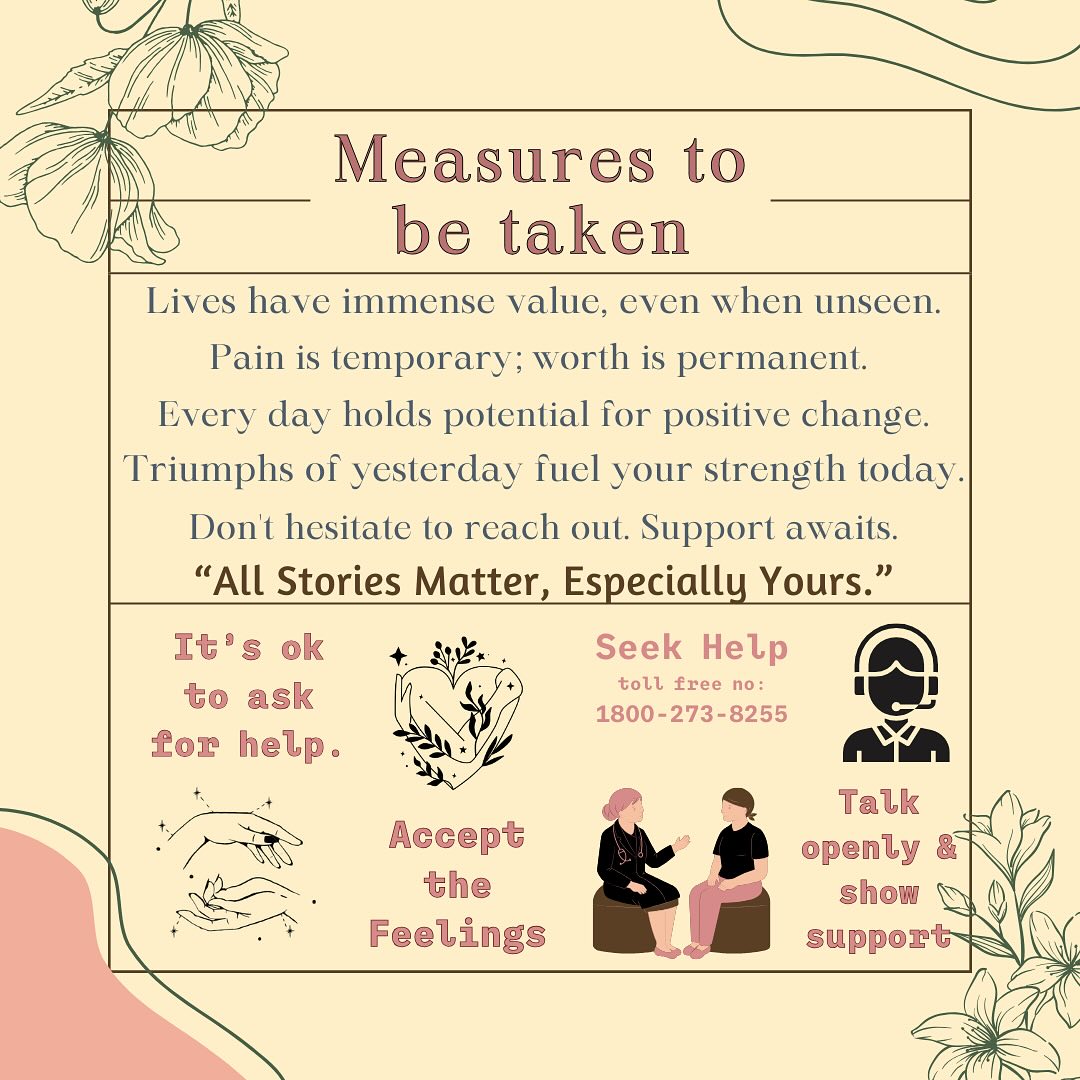 Measures to
be taken
Lives have immense value, even when unseen.
Pain is temporary; worth is permanent.
Every day holds potential for positive change.
Triumphs of yesterday fuel your strength today.
Don't hesitate to reach out. Support awaits.
“All Stories Matter, Especially Yours.”
It's ok
to ask
for help.
Seek Help
toll free no:
1800-273-8255
Accept
the
Feelings
Talk
openly &
show
support